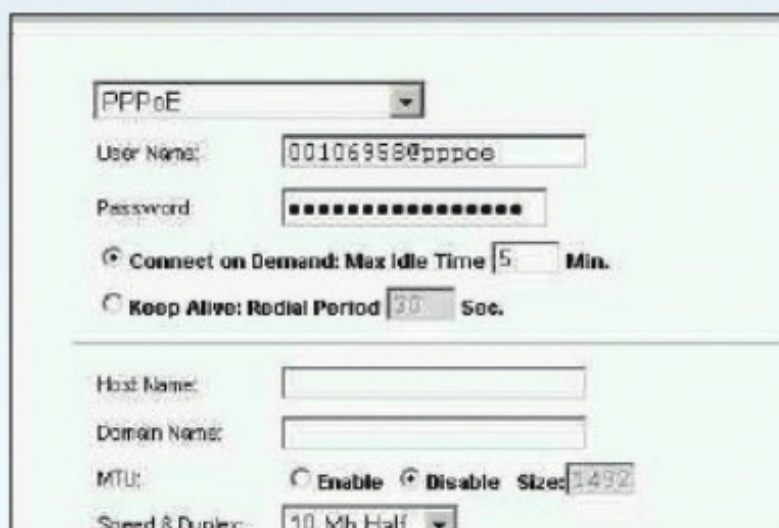 PPPoE
User Name: 00106958@pppoe
Password: ●●●●●●●●●●●●●●●●
Connect on Demand: Max Idle Time 5 Min.
Keep Alive: Redial Period 30 Sec.
Host Name:
Domain Name:
MTU: Enable Disable Size: 1492
Speed & Duplex: 10 Mb Half